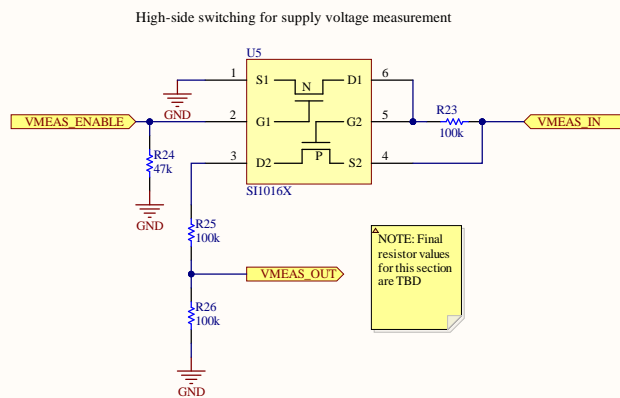 High-side switching for supply voltage measurement
U5
1 S1 D1 6
N
GND
VMEAS_ENABLE 2 G1 G2 5 R23 VMEAS_IN
100k
R24
47k
3 D2 P S2 4
SI1016X
GND
R25
100k
NOTE: Final
resistor values
for this section
are TBD
VMEAS_OUT
R26
100k
GND